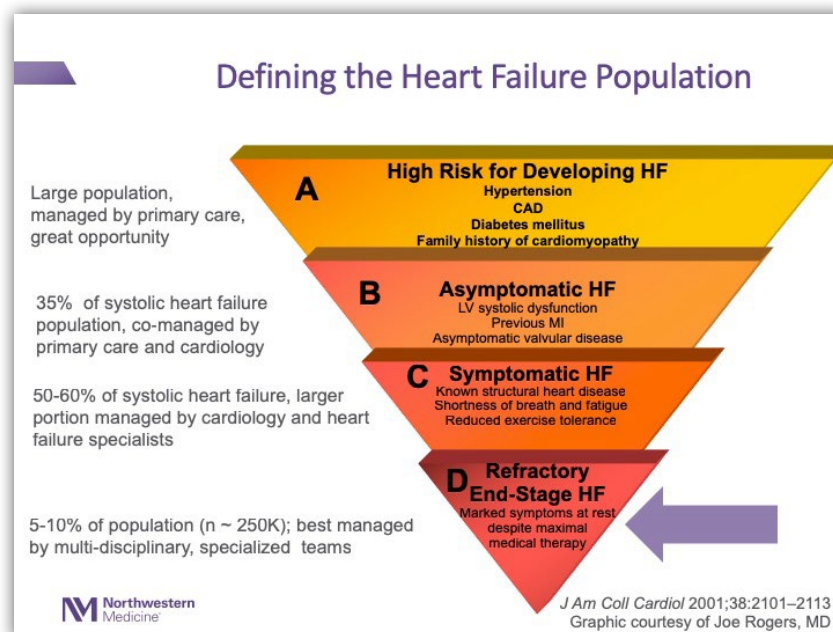 Defining the Heart Failure Population
Large population,
managed by primary care,
great opportunity
A
High Risk for Developing HF
Hypertension
CAD
Diabetes mellitus
Family history of cardiomyopathy
35% of systolic heart failure
population, co-managed by
primary care and cardiology
B
Asymptomatic HF
LV systolic dysfunction
Previous MI
Asymptomatic valvular disease
50-60% of systolic heart failure, larger
portion managed by cardiology and heart
failure specialists
C
Symptomatic HF
Known structural heart disease
Shortness of breath and fatigue
Reduced exercise tolerance
5-10% of population (n ~ 250K); best managed
by multi-disciplinary, specialized teams
D
Refractory
End-Stage HF
Marked symptoms at rest
despite maximal
medical therapy
NM Northwestern
Medicine
J Am Coll Cardiol 2001;38:2101–2113
Graphic courtesy of Joe Rogers, MD